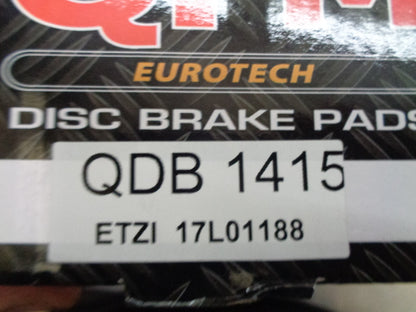 EUROTECH
DISC BRAKE PADS
QDB 1415
ETZI 17L01188